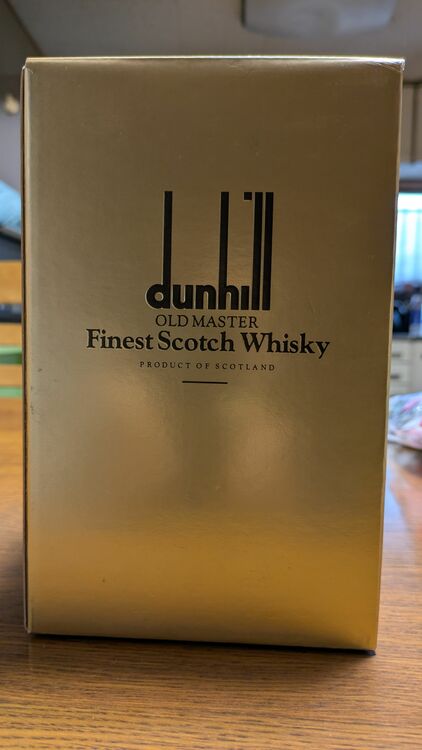 dunhill
OLD MASTER
Finest Scotch Whisky
PRODUCT OF SCOTLAND